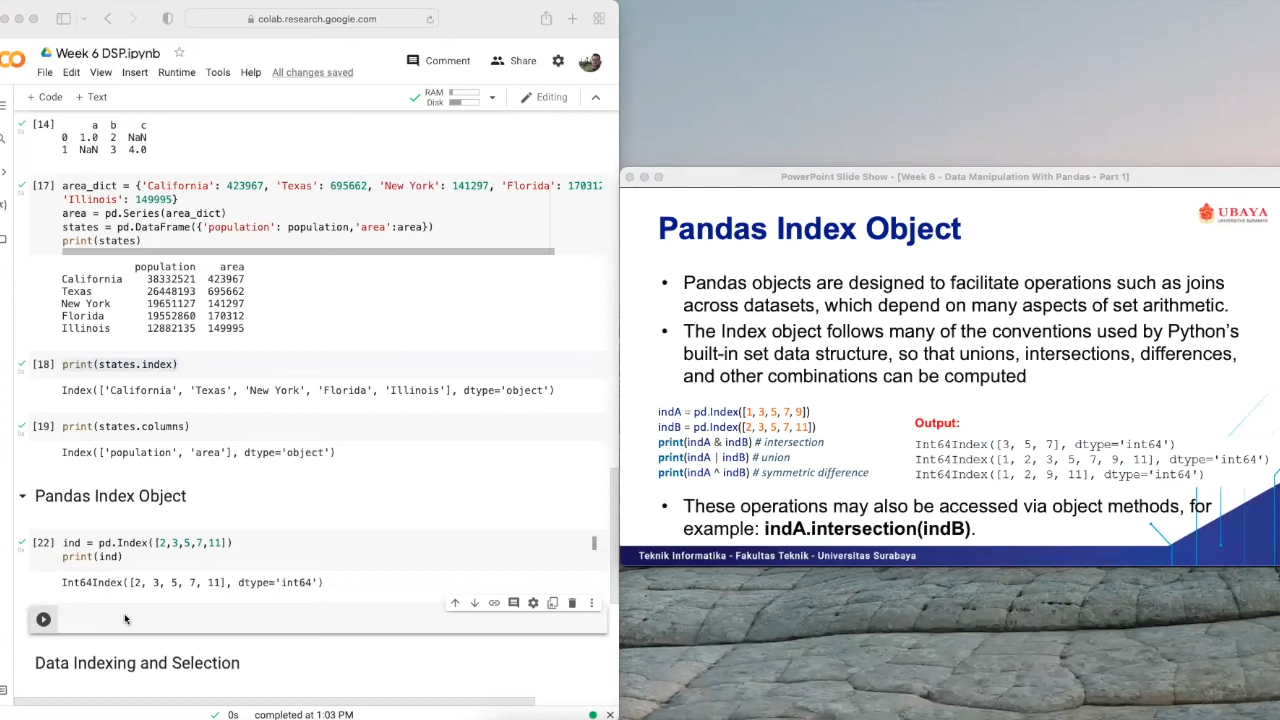 colab.research.google.com
Week 6 DSP.ipynb
Comment
Share
File Edit View Insert Runtime Tools Help All changes saved
+ Code + Text
RAM
Disk
Editing
[14]
a b c
0 1.0 2 NaN
1 NaN 3 4.0
[17] area_dict = {'California': 423967, 'Texas': 695662, 'New York': 141297, 'Florida': 170312
'Illinois': 149995}
area = pd.Series(area_dict)
states = pd.DataFrame({'population': population,'area':area})
print(states)
population area
California 38332521 423967
Texas 26448193 695662
New York 19651127 141297
Florida 19552860 170312
Illinois 12882135 149995
[18] print(states.index)
Index(['California', 'Texas', 'New York', 'Florida', 'Illinois'], dtype='object')
[19] print(states.columns)
Index(['population', 'area'], dtype='object')
Pandas Index Object
[22] ind = pd.Index([2,3,5,7,11])
print(ind)
Int64Index([2, 3, 5, 7, 11], dtype='int64')
Data Indexing and Selection
0s completed at 1:03 PM
PowerPoint Slide Show - [Week 6 - Data Manipulation With Pandas - Part 1]
UBAYA
UNIVERSITAS SURABAYA
Pandas Index Object
• Pandas objects are designed to facilitate operations such as joins
across datasets, which depend on many aspects of set arithmetic.
• The Index object follows many of the conventions used by Python's
built-in set data structure, so that unions, intersections, differences,
and other combinations can be computed
indA = pd.Index([1, 3, 5, 7, 9])
indB = pd.Index([2, 3, 5, 7, 11])
print(indA & indB) # intersection
print(indA | indB) # union
print(indA ^ indB) # symmetric difference
Output:
Int64Index([3, 5, 7], dtype='int64')
Int64Index([1, 2, 3, 5, 7, 9, 11], dtype='int64')
Int64Index([1, 2, 9, 11], dtype='int64')
• These operations may also be accessed via object methods, for
example: indA.intersection(indB).
Teknik Informatika - Fakultas Teknik - Universitas Surabaya